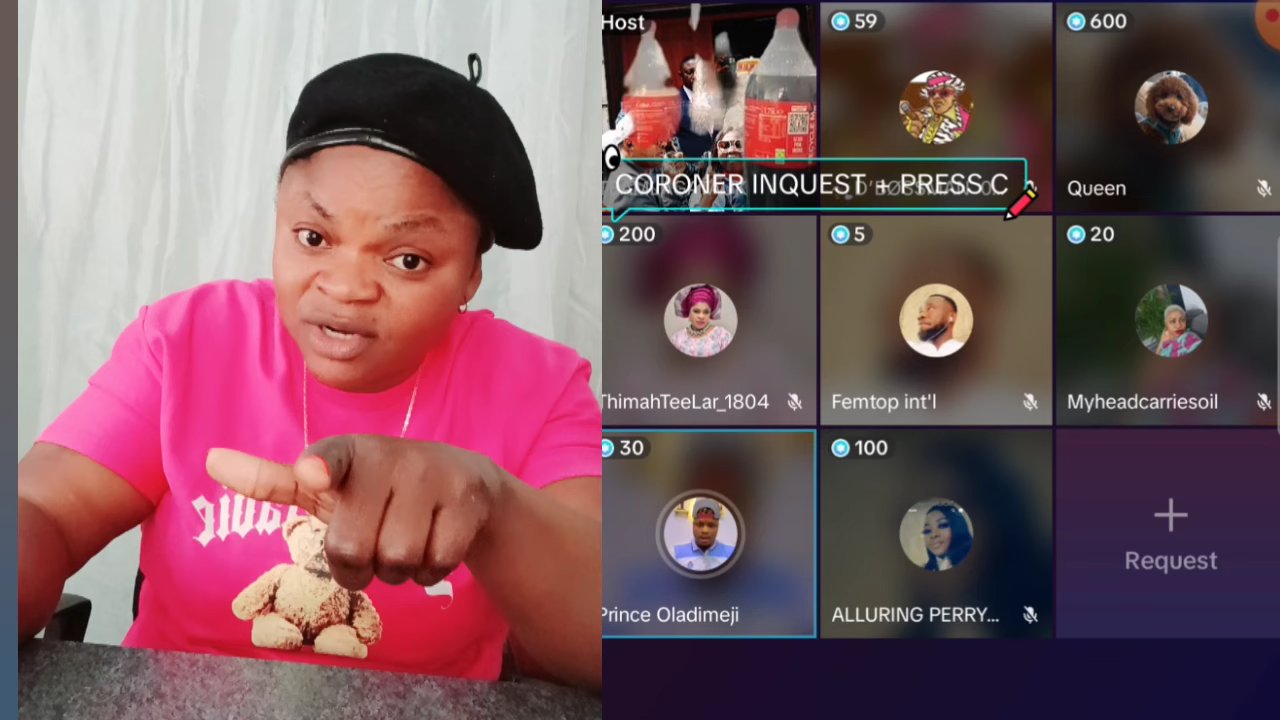 Host
59
600
CORONER INQUEST + PRESS C
Queen
200
5
20
ThimahTeeLar_1804
Femtop int'l
Myheadcarriesoil
30
100
+
Request
Prince Oladimeji
ALLURING PERRY...